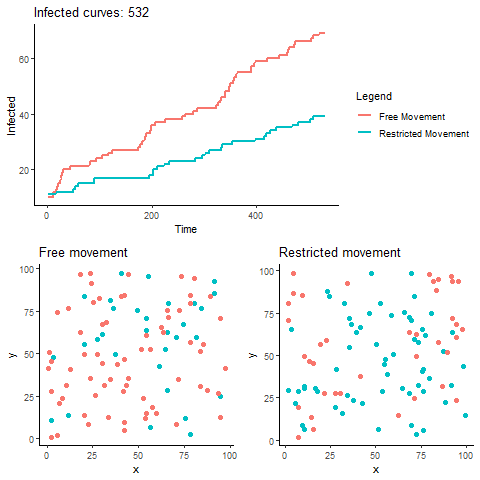 Infected curves: 532
60
40
20
Infected
0
200
400
Time
Legend
Free Movement
Restricted Movement
Free movement
Restricted movement
100
75
50
25
0
y
0
25
50
75
100
x
100
75
50
25
0
y
0
25
50
75
100
x